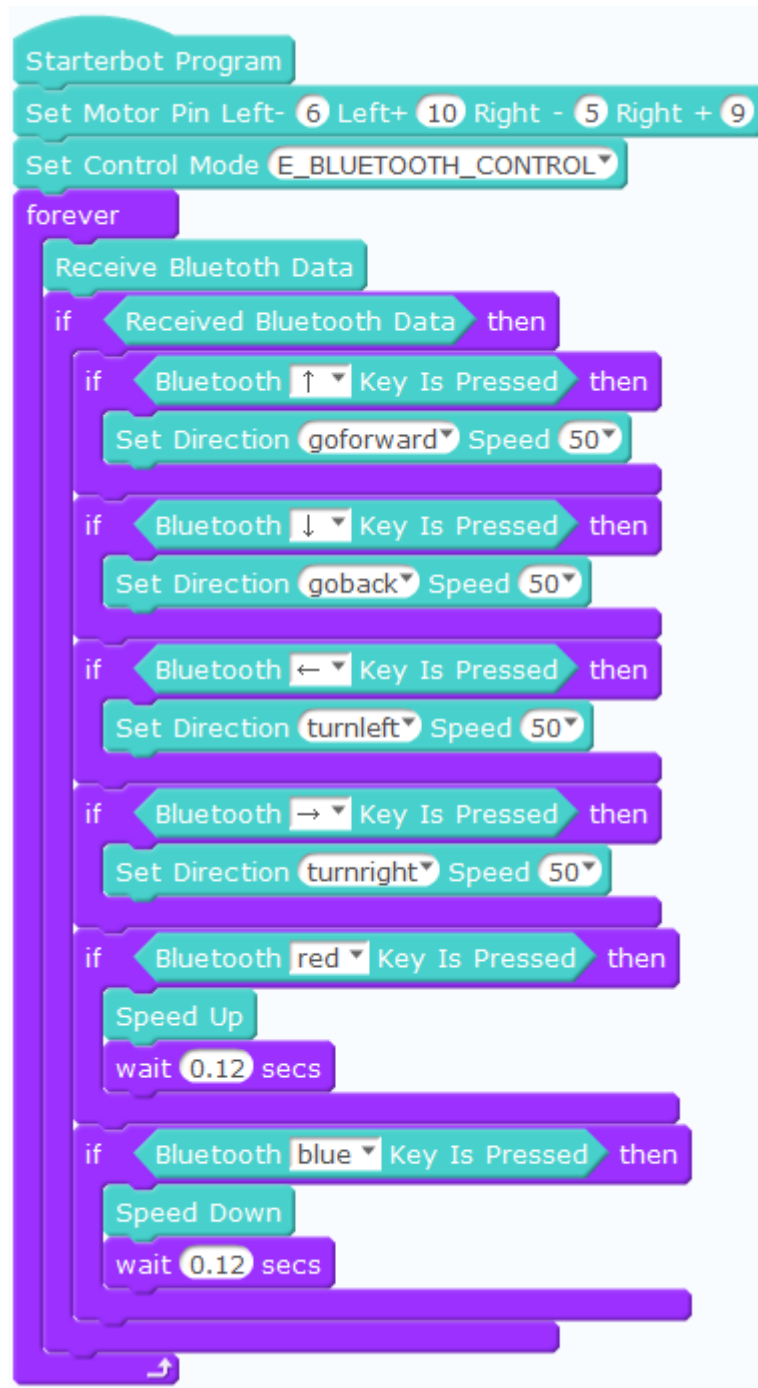 Starterbot Program
Set Motor Pin Left- 6 Left+ 10 Right - 5 Right + 9
Set Control Mode E_BLUETOOTH_CONTROL
forever
Receive Bluetoth Data
if Received Bluetooth Data then
if Bluetooth ↑ Key Is Pressed then
Set Direction goforward Speed 50
if Bluetooth ↓ Key Is Pressed then
Set Direction goback Speed 50
if Bluetooth ← Key Is Pressed then
Set Direction turnleft Speed 50
if Bluetooth → Key Is Pressed then
Set Direction turnright Speed 50
if Bluetooth red Key Is Pressed then
Speed Up
wait 0.12 secs
if Bluetooth blue Key Is Pressed then
Speed Down
wait 0.12 secs